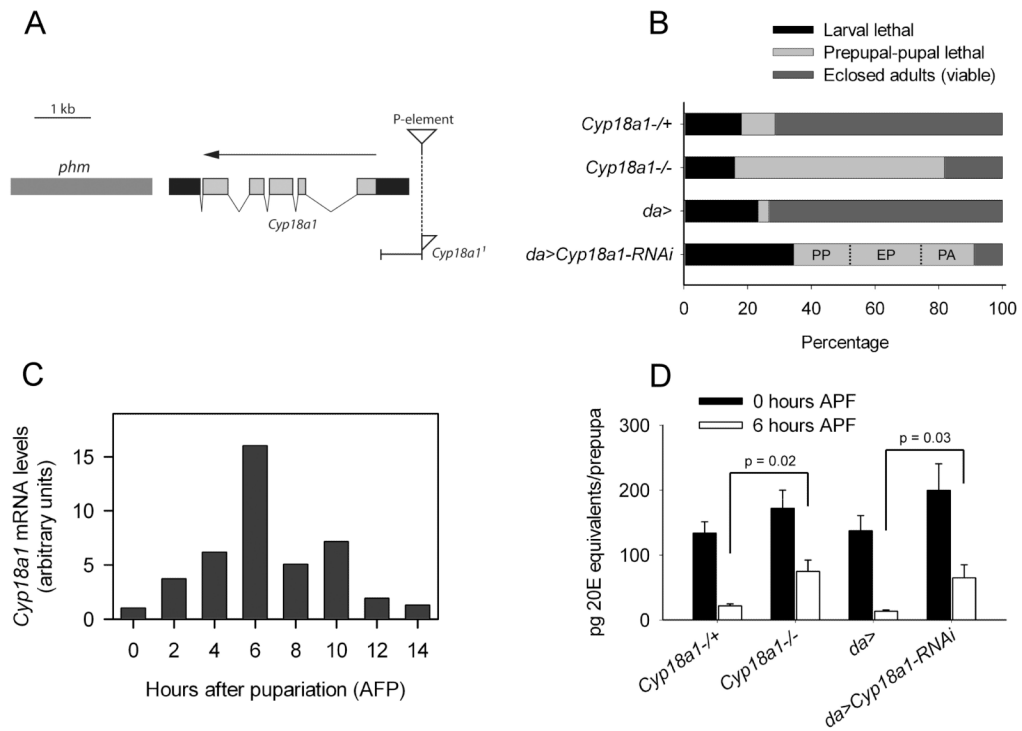 A
1 kb
P-element
phm
Cyp18a1
Cyp18a1¹
B
Larval lethal
Prepupal-pupal lethal
Eclosed adults (viable)
Cyp18a1-/+
Cyp18a1-/-
da>
da>Cyp18a1-RNAi
PP EP PA
0 20 40 60 80 100
Percentage
C
Cyp18a1 mRNA levels
(arbitrary units)
15
10
5
0
0 2 4 6 8 10 12 14
Hours after pupariation (AFP)
D
0 hours APF
6 hours APF
pg 20E equivalents/prepupa
300
200
100
0
p = 0.02
p = 0.03
Cyp18a1-/+
Cyp18a1-/-
da>
da>Cyp18a1-RNAi